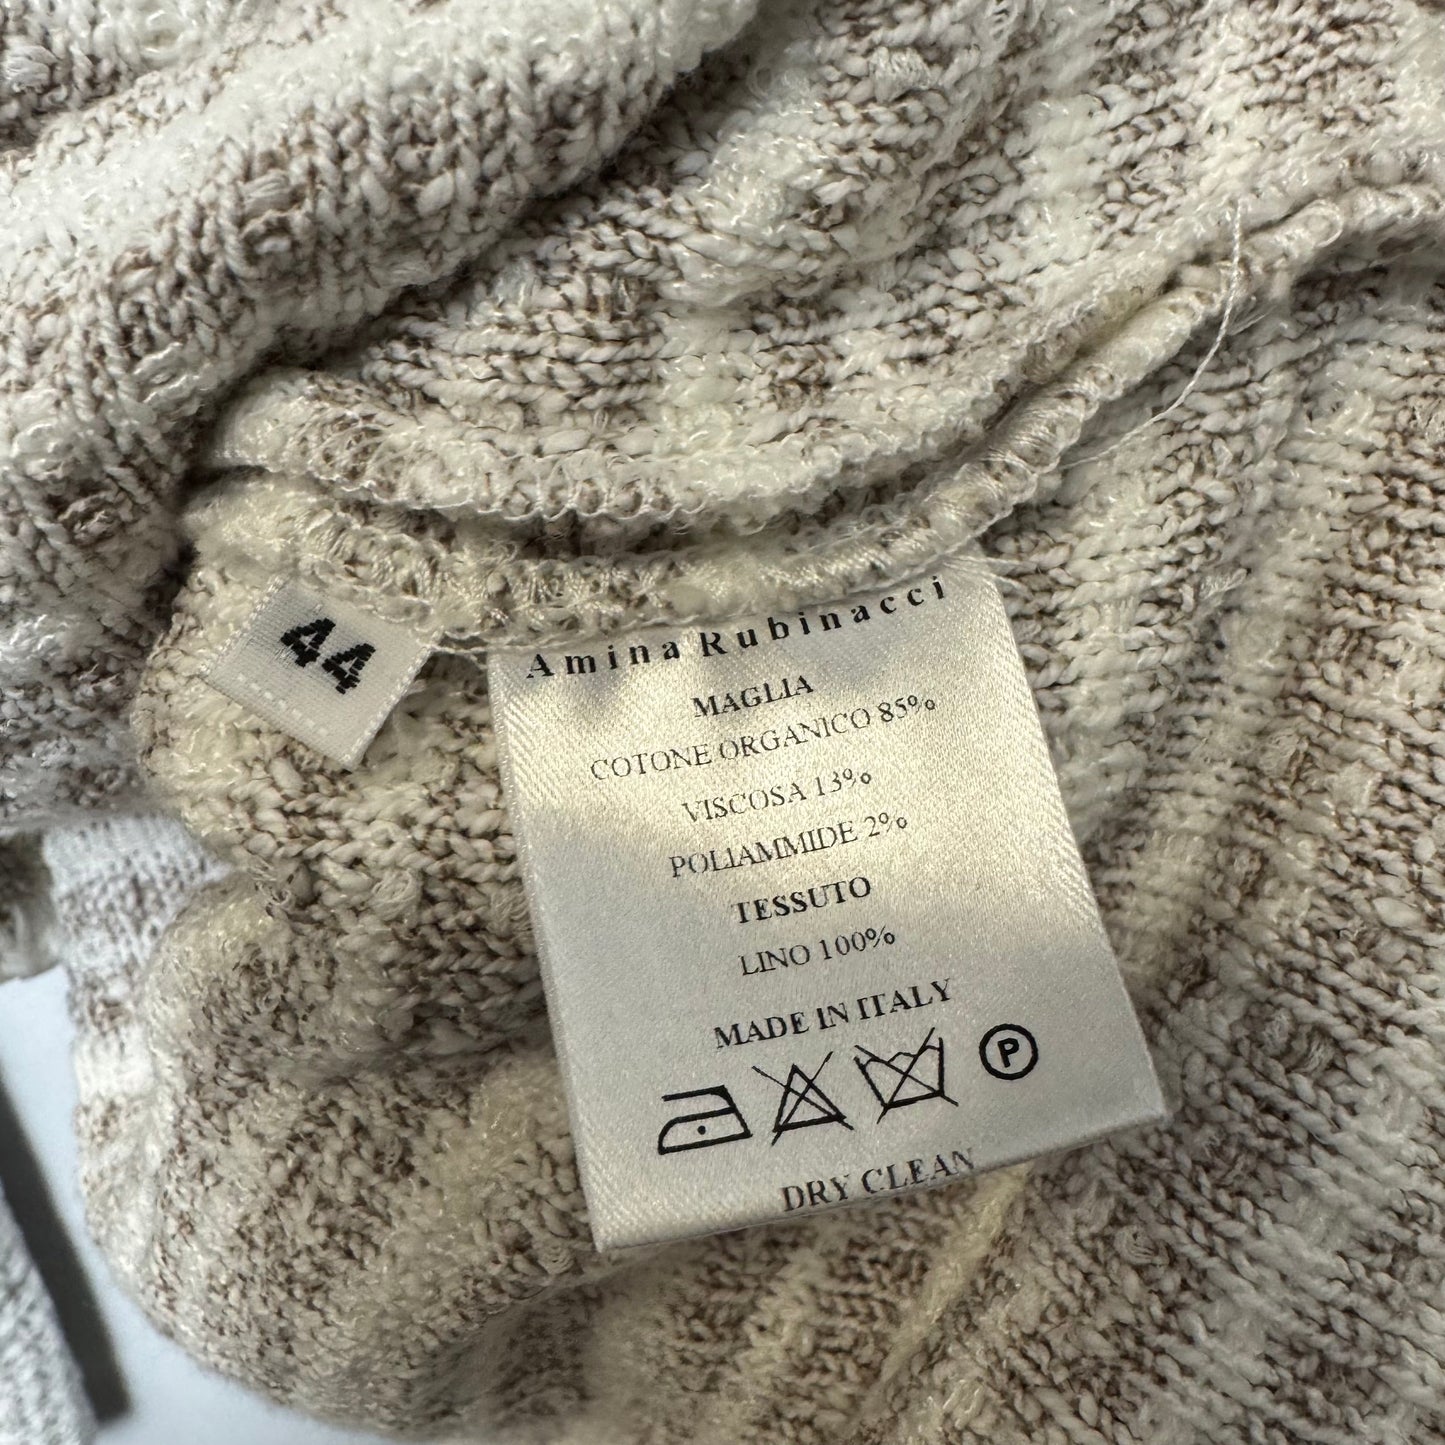 44
Amina Rubinacci
MAGLIA
COTONE ORGANICO 85%
VISCOSA 13%
POLIAMMIDE 2%
TESSUTO
LINO 100%
MADE IN ITALY
P
DRY CLEAN